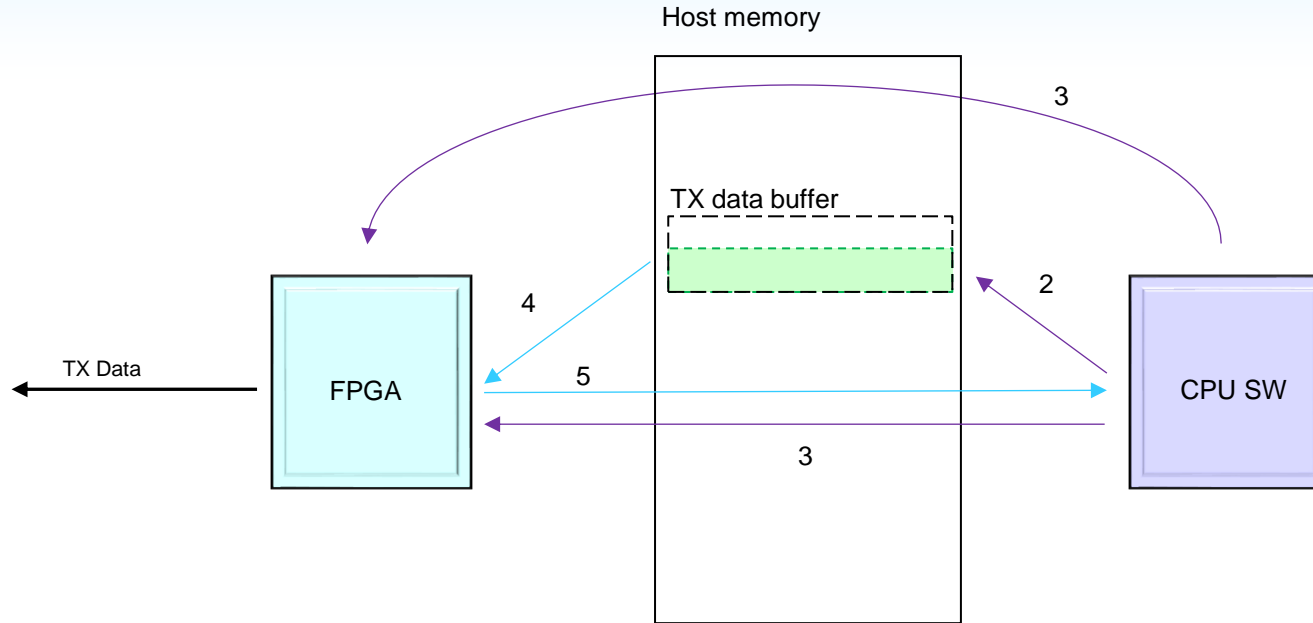 Host memory
3
TX data buffer
2
4
TX Data
5
FPGA
CPU SW
3